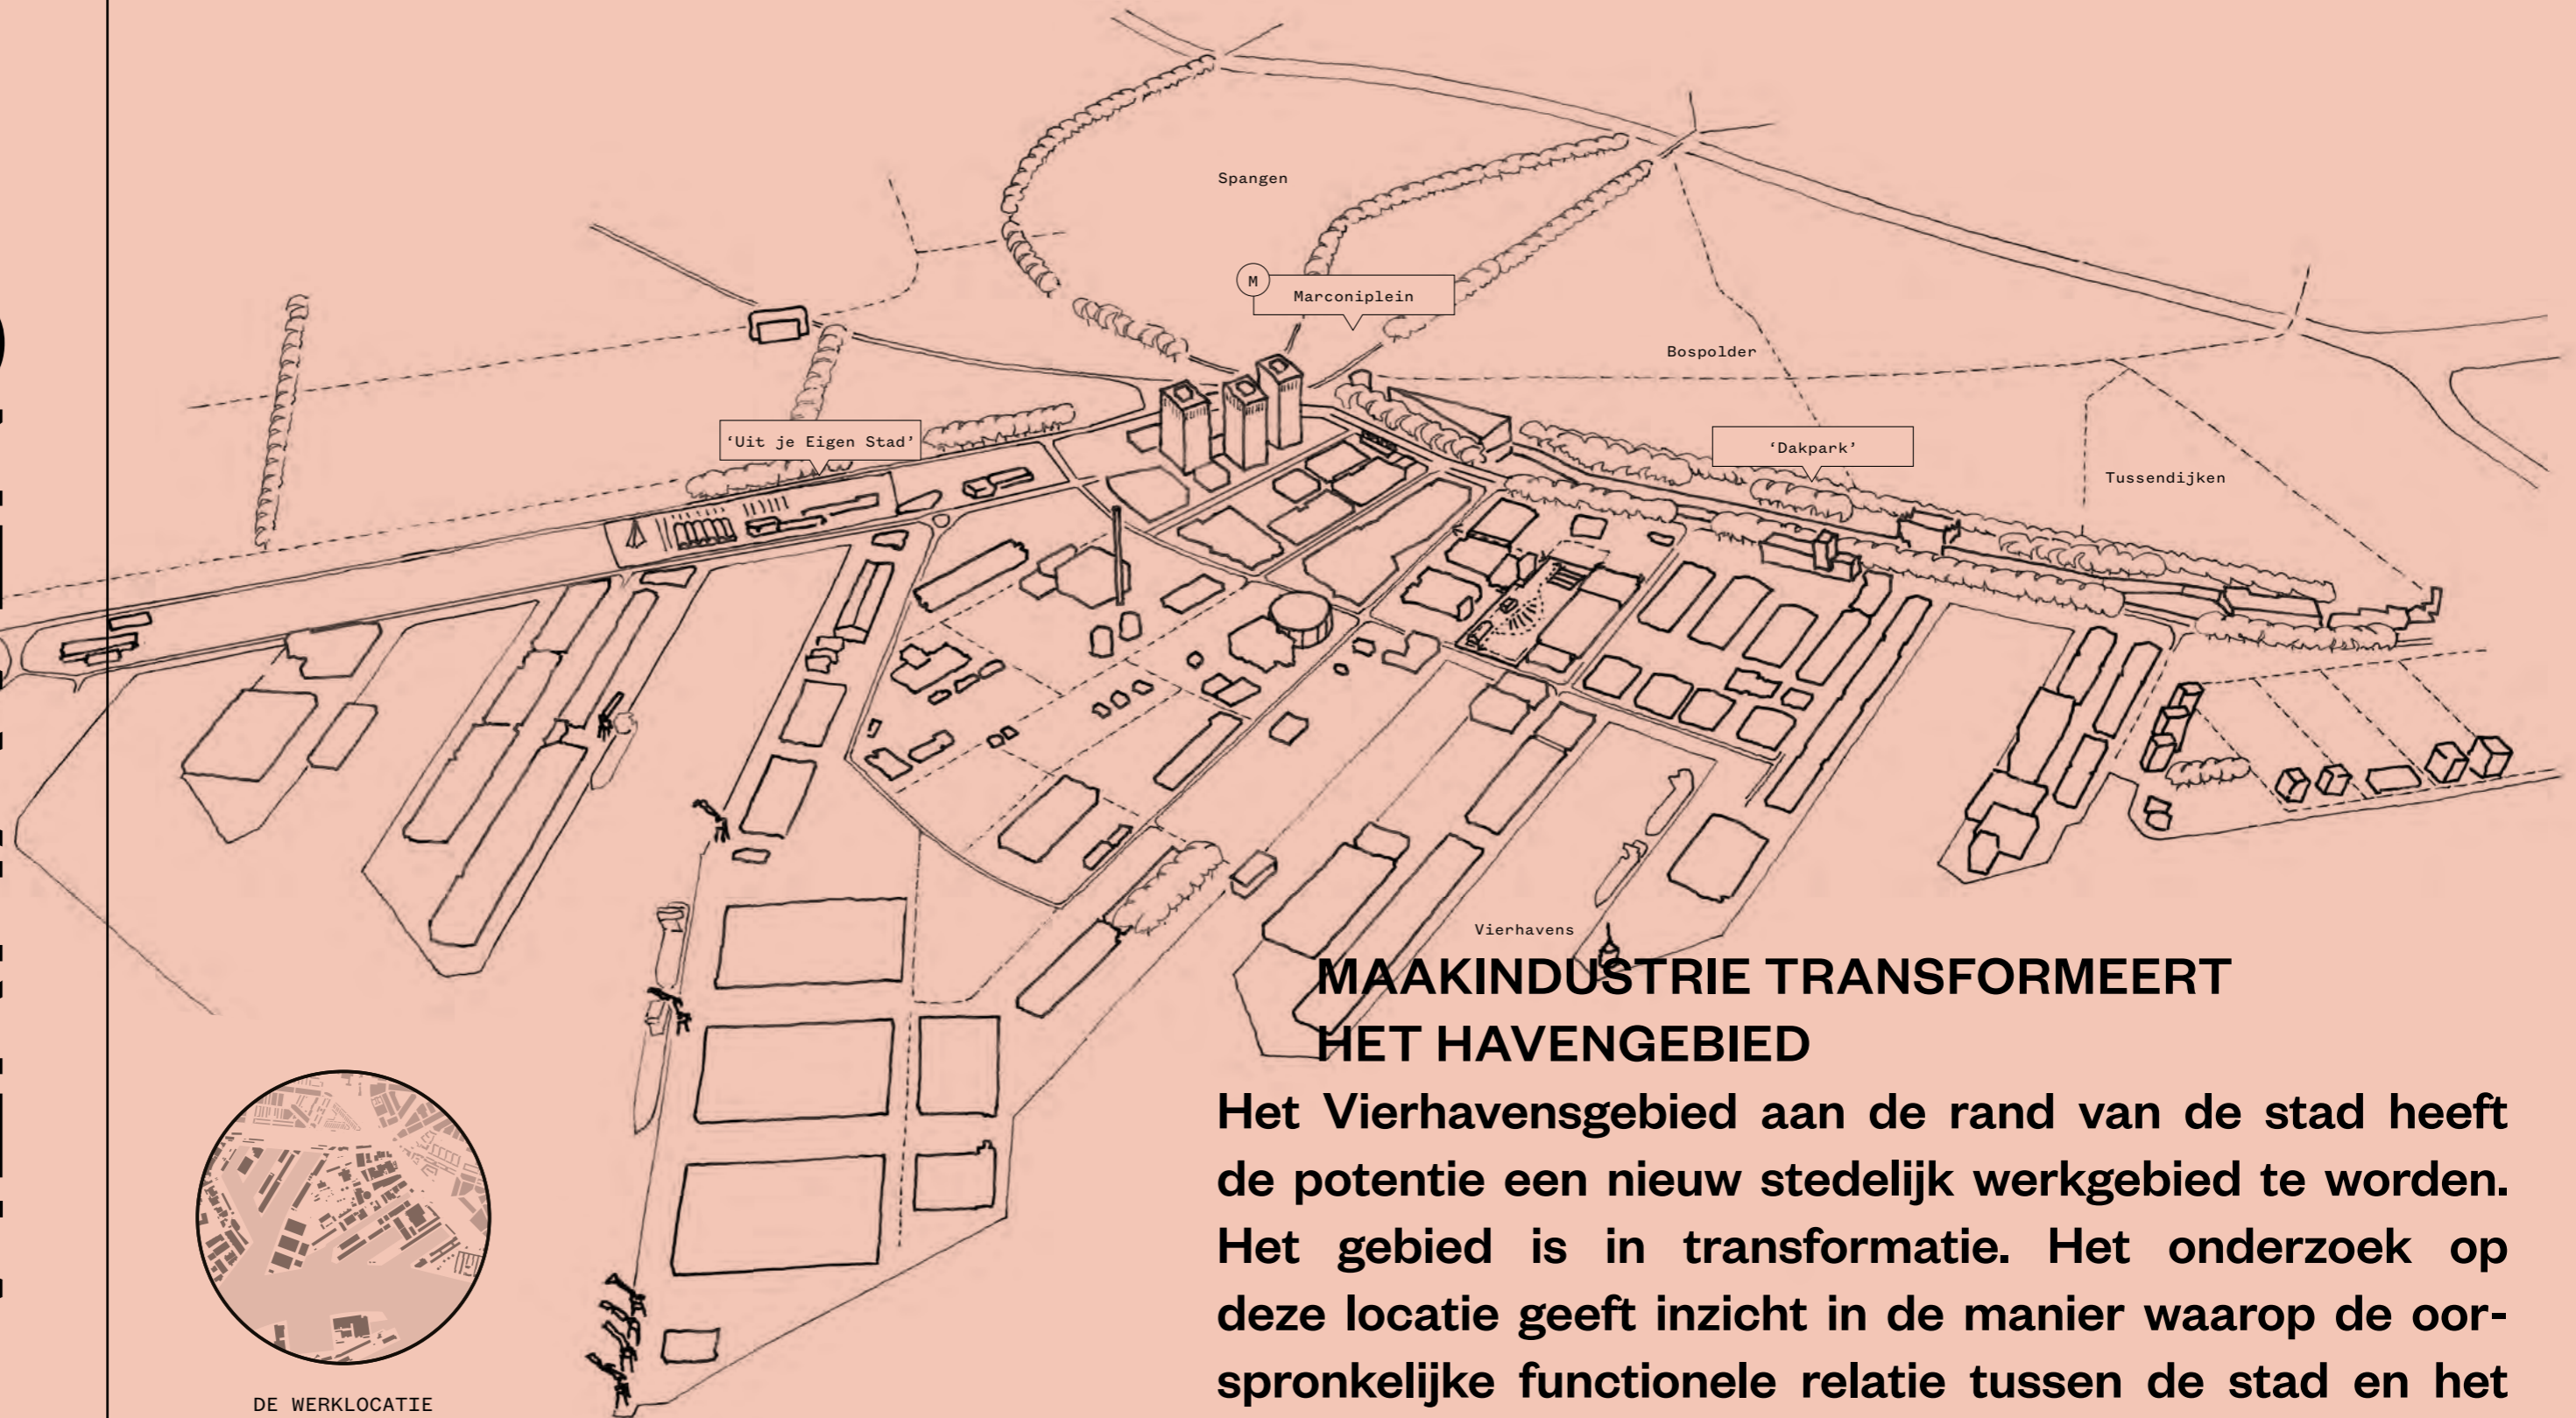 Spangen
M
Marconiplein
Bospolder
‘Uit je Eigen Stad’
‘Dakpark’
Tussendijken
Vierhavens
MAAKINDUSTRIE TRANSFORMEERT
HET HAVENGEBIED
Het Vierhavensgebied aan de rand van de stad heeft
de potentie een nieuw stedelijk werkgebied te worden.
Het gebied is in transformatie. Het onderzoek op
deze locatie geeft inzicht in de manier waarop de oor-
spronkelijke functionele relatie tussen de stad en het
DE WERKLOCATIE